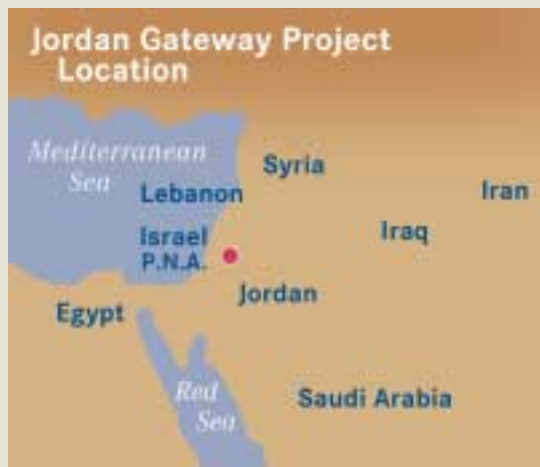 Jordan Gateway Project
Location
Mediterranean
Sea
Syria
Lebanon
Iran
Israel
P.N.A.
Iraq
Jordan
Egypt
Red
Sea
Saudi Arabia